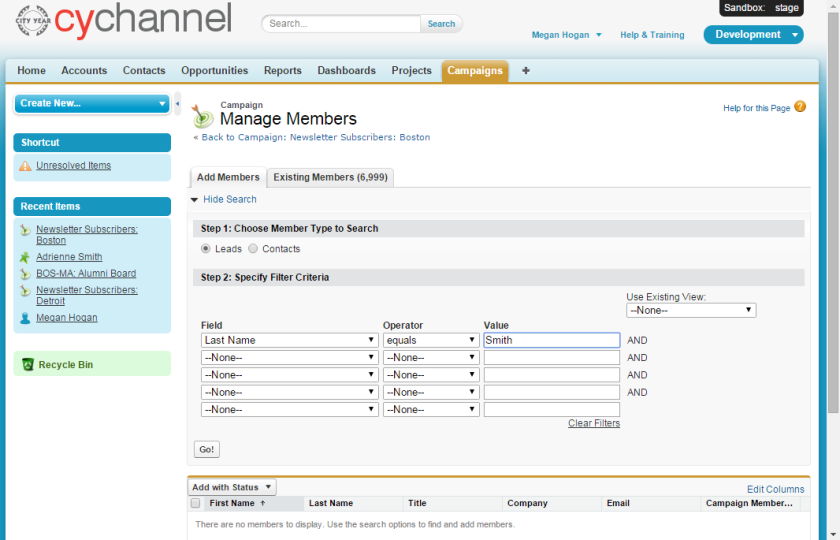 Sandbox: stage
CITY YEAR
cychannel
Search...
Search
Megan Hogan
Help & Training
Development
Home Accounts Contacts Opportunities Reports Dashboards Projects Campaigns +
Create New...
Shortcut
Unresolved Items
Recent Items
Newsletter Subscribers:
Boston
Adrienne Smith
BOS-MA: Alumni Board
Newsletter Subscribers:
Detroit
Megan Hogan
Recycle Bin
Campaign
Manage Members
« Back to Campaign: Newsletter Subscribers: Boston
Help for this Page ?
Add Members Existing Members (6,999)
Hide Search
Step 1: Choose Member Type to Search
Leads Contacts
Step 2: Specify Filter Criteria
Use Existing View:
--None--
Field Operator Value
Last Name equals Smith AND
--None-- --None-- AND
--None-- --None-- AND
--None-- --None-- AND
--None-- --None--
Clear Filters
Go!
Add with Status
Edit Columns
First Name ↑ Last Name Title Company Email Campaign Member...
There are no members to display. Use the search options to find and add members.